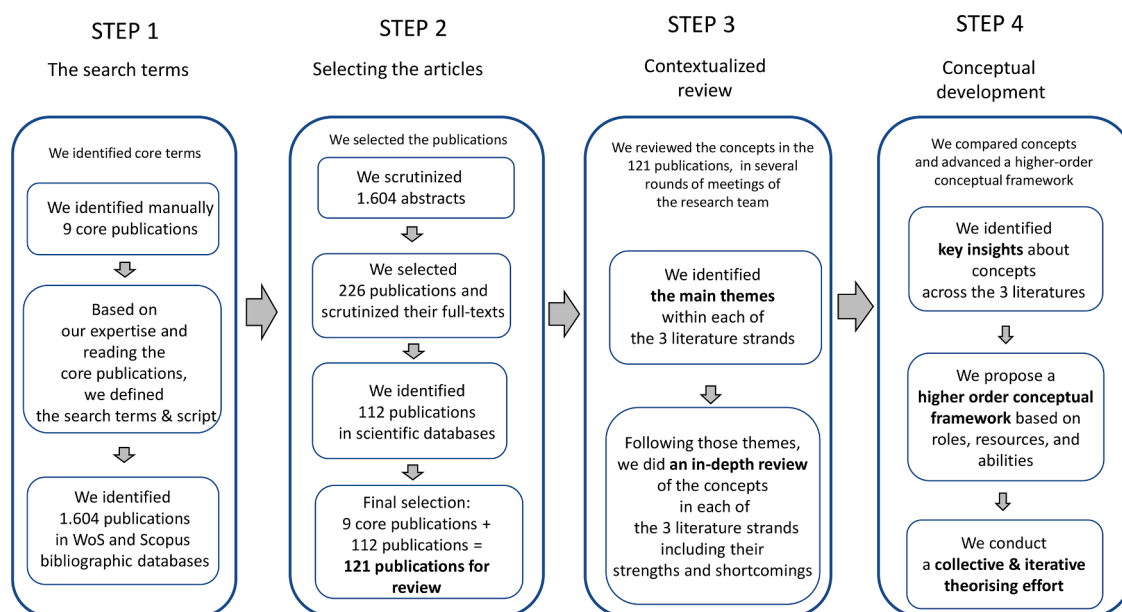 STEP 1
The search terms
We identified core terms
We identified manually
9 core publications
Based on
our expertise and
reading the
core publications,
we defined
the search terms & script
We identified
1.604 publications
in WoS and Scopus
bibliographic databases
STEP 2
Selecting the articles
We selected the publications
We scrutinized
1.604 abstracts
We selected
226 publications and
scrutinized their full-texts
We identified
112 publications
in scientific databases
Final selection:
9 core publications +
112 publications =
121 publications for
review
STEP 3
Contextualized
review
We reviewed the concepts in the
121 publications, in several
rounds of meetings of
the research team
We identified
the main themes
within each of
the 3 literature strands
Following those themes,
we did an in-depth review
of the concepts
in each of
the 3 literature strands
including their
strengths and shortcomings
STEP 4
Conceptual
development
We compared concepts
and advanced a higher-order
conceptual framework
We identified
key insights about
concepts
across the 3 literatures
We propose a
higher order conceptual
framework based on
roles, resources, and
abilities
We conduct
a collective & iterative
theorising effort